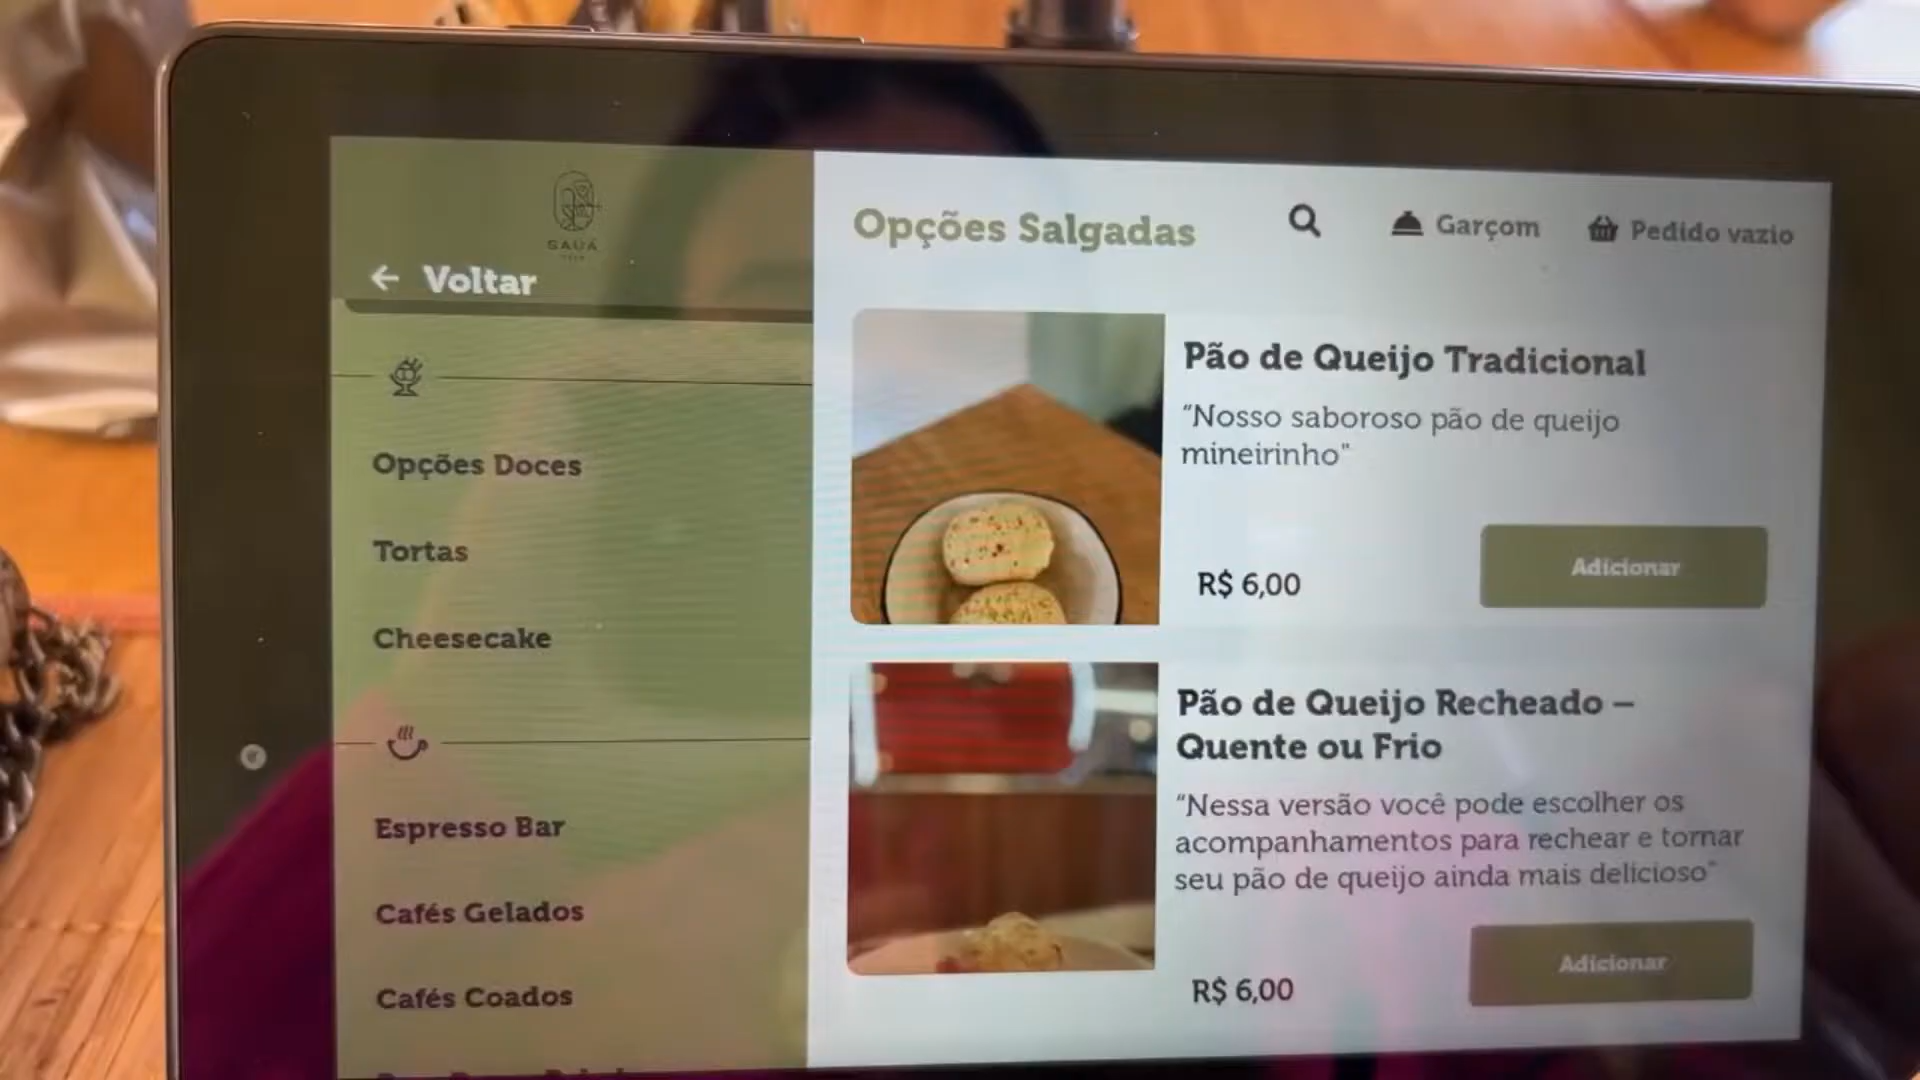 SAUÁ
Voltar
Opções Doces
Tortas
Cheesecake
Espresso Bar
Cafés Gelados
Cafés Coados
Opções Salgadas
Garçom
Pedido vazio
Pão de Queijo Tradicional
“Nosso saboroso pão de queijo
mineirinho"
R$ 6,00
Adicionar
Pão de Queijo Recheado –
Quente ou Frio
“Nessa versão você pode escolher os
acompanhamentos para rechear e tornar
seu pão de queijo ainda mais delicioso"
R$ 6,00
Adicionar